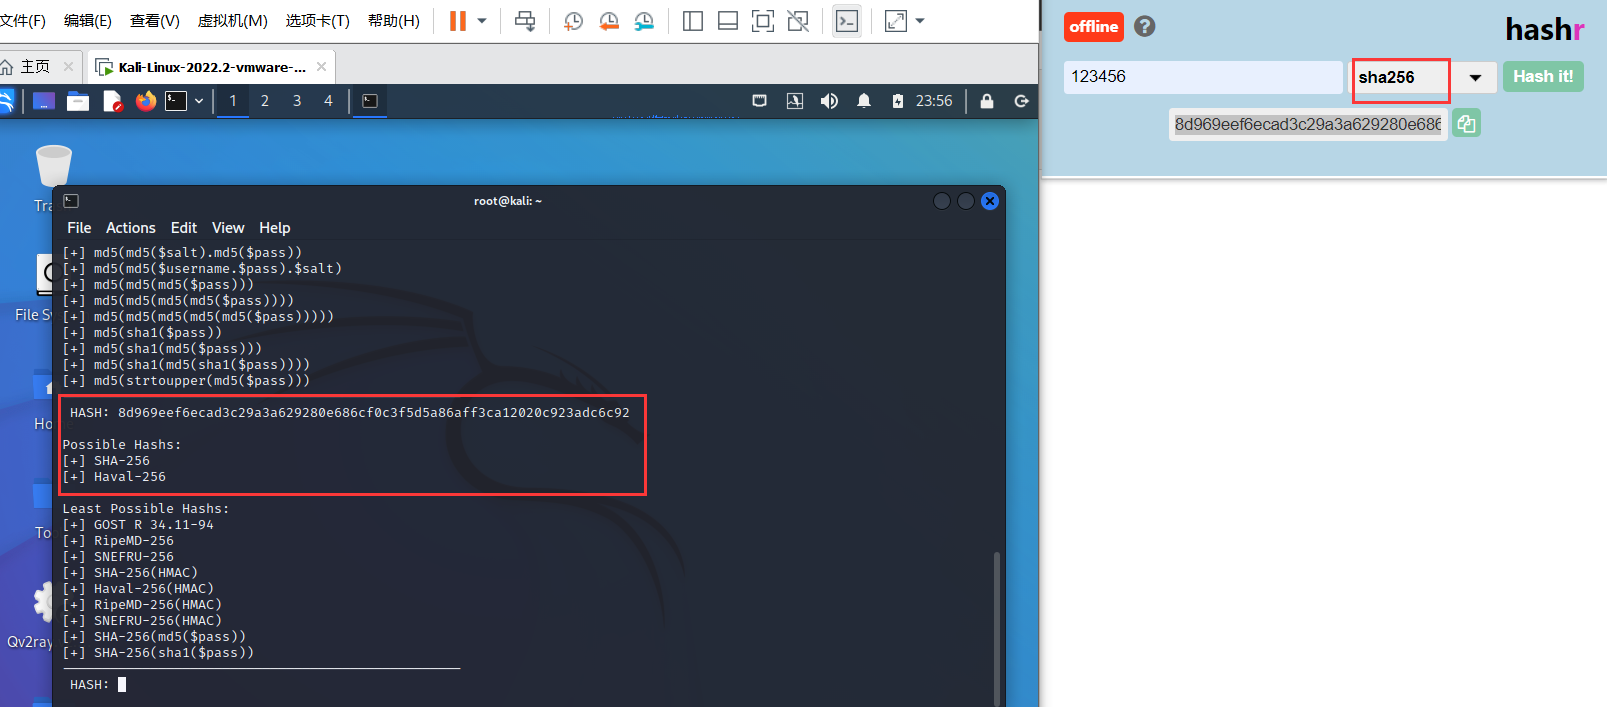 文件(F) 编辑(E) 查看(V) 虚拟机(M) 选项卡(T) 帮助(H)
主页
Kali-Linux-2022.2-vmware-...
1 2 3 4
23:56
File Sy
Qv2ray
root@kali: ~
File Actions Edit View Help
[+] md5(md5($salt).md5($pass))
[+] md5(md5($username.$pass).$salt)
[+] md5(md5(md5($pass)))
[+] md5(md5(md5(md5($pass))))
[+] md5(md5(md5(md5(md5($pass)))))
[+] md5(sha1($pass))
[+] md5(sha1(md5($pass)))
[+] md5(sha1(md5(sha1($pass))))
[+] md5(strtoupper(md5($pass)))
HASH: 8d969eef6ecad3c29a3a629280e686cf0c3f5d5a86aff3ca12020c923adc6c92
Possible Hashs:
[+] SHA-256
[+] Haval-256
Least Possible Hashs:
[+] GOST R 34.11-94
[+] RipeMD-256
[+] SNEFRU-256
[+] SHA-256(HMAC)
[+] Haval-256(HMAC)
[+] RipeMD-256(HMAC)
[+] SNEFRU-256(HMAC)
[+] SHA-256(md5($pass))
[+] SHA-256(sha1($pass))
HASH:
offline ?
hashr
123456
sha256
Hash it!
8d969eef6ecad3c29a3a629280e686